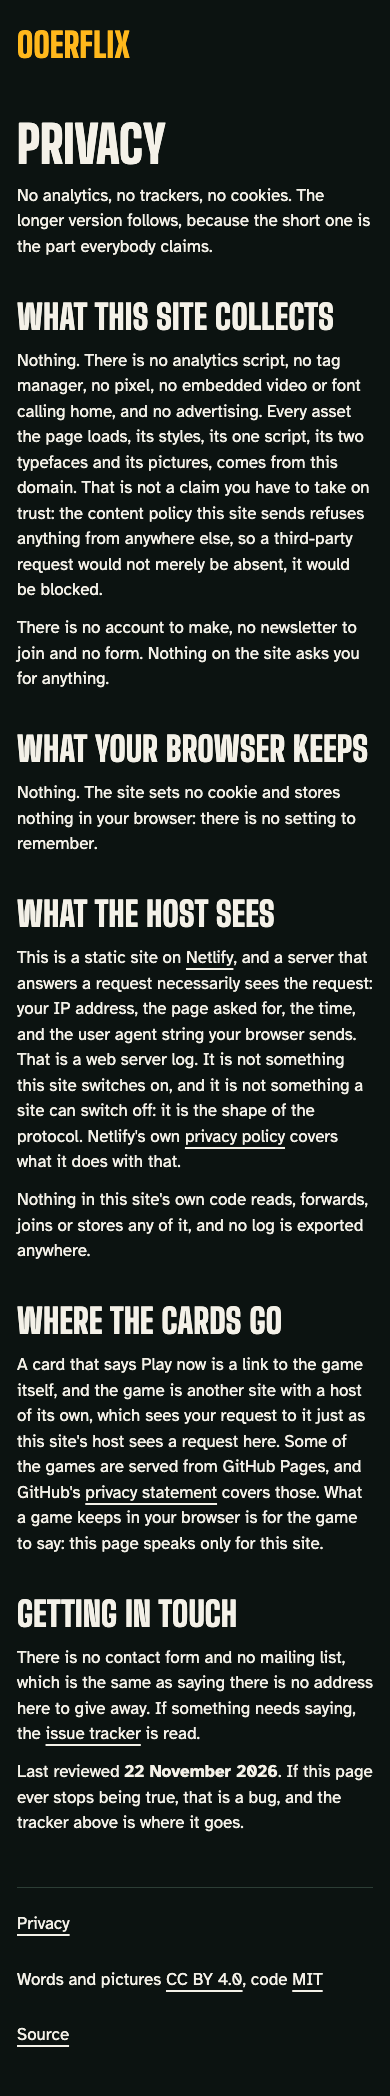 OOERFLIX
PRIVACY
No analytics, no trackers, no cookies. The
longer version follows, because the short one is
the part everybody claims.
WHAT THIS SITE COLLECTS
Nothing. There is no analytics script, no tag
manager, no pixel, no embedded video or font
calling home, and no advertising. Every asset
the page loads, its styles, its one script, its two
typefaces and its pictures, comes from this
domain. That is not a claim you have to take on
trust: the content policy this site sends refuses
anything from anywhere else, so a third-party
request would not merely be absent, it would
be blocked.
There is no account to make, no newsletter to
join and no form. Nothing on the site asks you
for anything.
WHAT YOUR BROWSER KEEPS
Nothing. The site sets no cookie and stores
nothing in your browser: there is no setting to
remember.
WHAT THE HOST SEES
This is a static site on Netlify, and a server that
answers a request necessarily sees the request:
your IP address, the page asked for, the time,
and the user agent string your browser sends.
That is a web server log. It is not something
this site switches on, and it is not something a
site can switch off: it is the shape of the
protocol. Netlify's own privacy policy covers
what it does with that.
Nothing in this site's own code reads, forwards,
joins or stores any of it, and no log is exported
anywhere.
WHERE THE CARDS GO
A card that says Play now is a link to the game
itself, and the game is another site with a host
of its own, which sees your request to it just as
this site's host sees a request here. Some of
the games are served from GitHub Pages, and
GitHub's privacy statement covers those. What
a game keeps in your browser is for the game
to say: this page speaks only for this site.
GETTING IN TOUCH
There is no contact form and no mailing list,
which is the same as saying there is no address
here to give away. If something needs saying,
the issue tracker is read.
Last reviewed 22 November 2026. If this page
ever stops being true, that is a bug, and the
tracker above is where it goes.
Privacy
Words and pictures CC BY 4.0, code MIT
Source